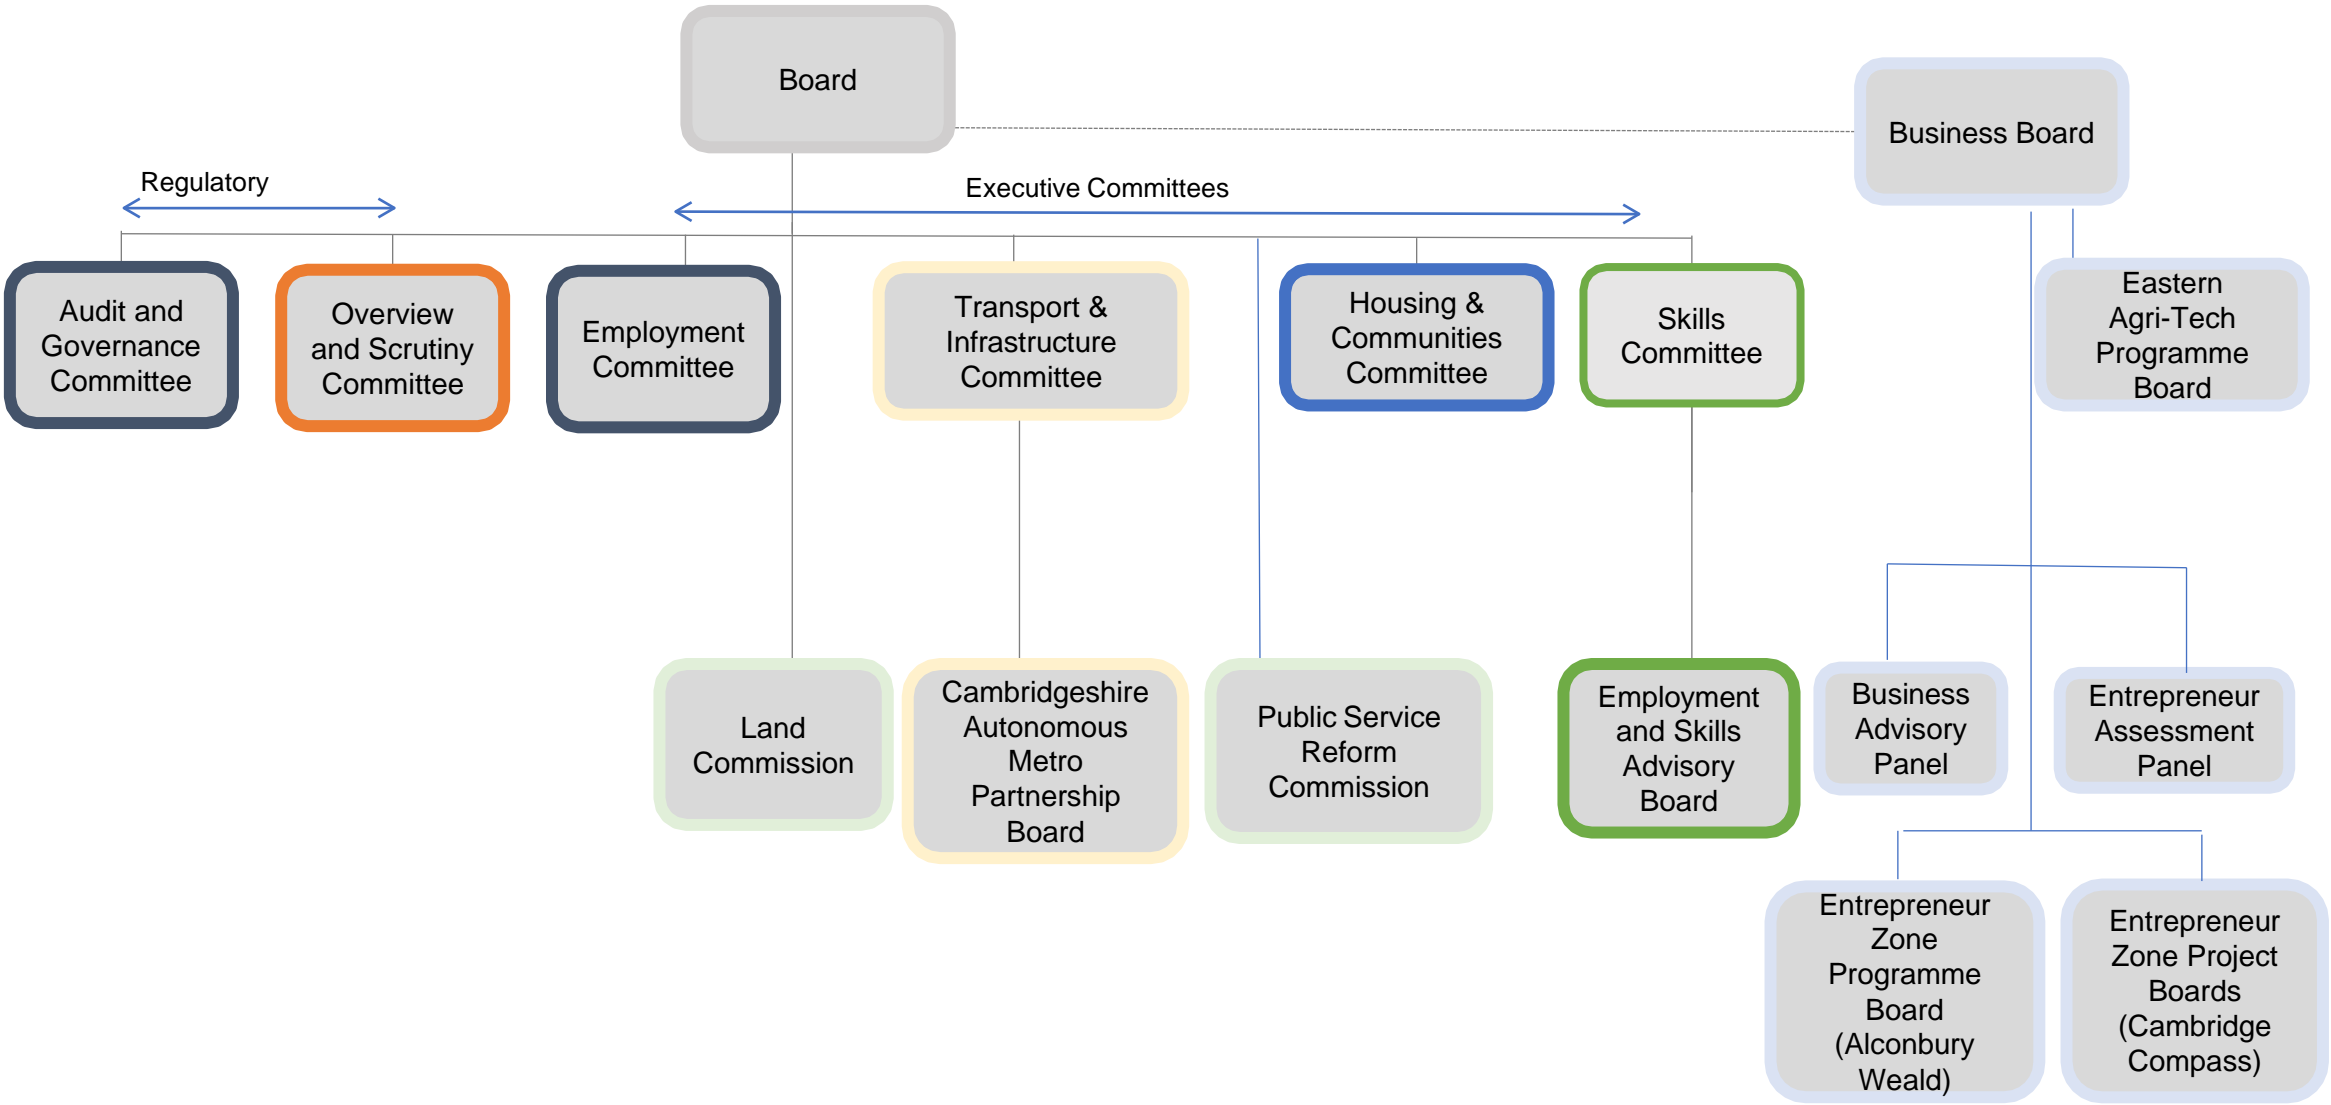 Board
Business Board
Regulatory
Executive Committees
Audit and
Governance
Committee
Overview
and Scrutiny
Committee
Employment
Committee
Transport &
Infrastructure
Committee
Housing &
Communities
Committee
Skills
Committee
Eastern
Agri-Tech
Programme
Board
Land
Commission
Cambridgeshire
Autonomous
Metro
Partnership
Board
Public Service
Reform
Commission
Employment
and Skills
Advisory
Board
Business
Advisory
Panel
Entrepreneur
Assessment
Panel
Entrepreneur
Zone
Programme
Board
(Alconbury
Weald)
Entrepreneur
Zone Project
Boards
(Cambridge
Compass)